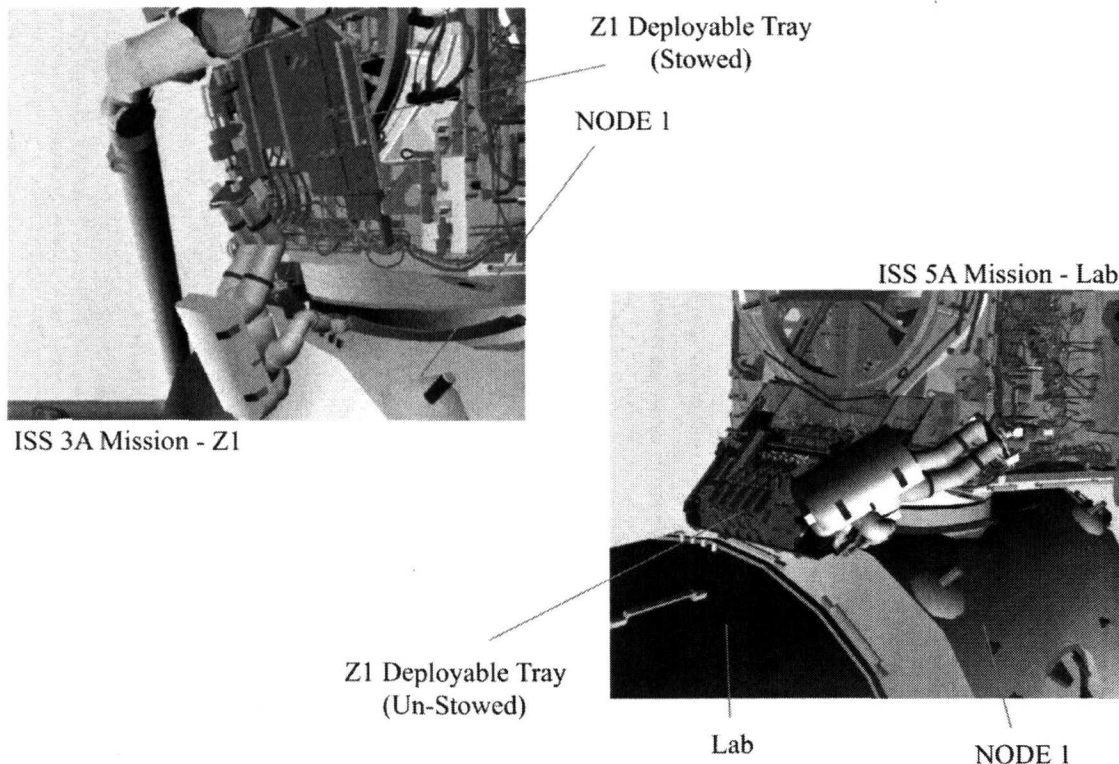 Z1 Deployable Tray
(Stowed)
NODE 1
ISS 3A Mission - Z1
ISS 5A Mission - Lab
Z1 Deployable Tray
(Un-Stowed)
Lab
NODE 1